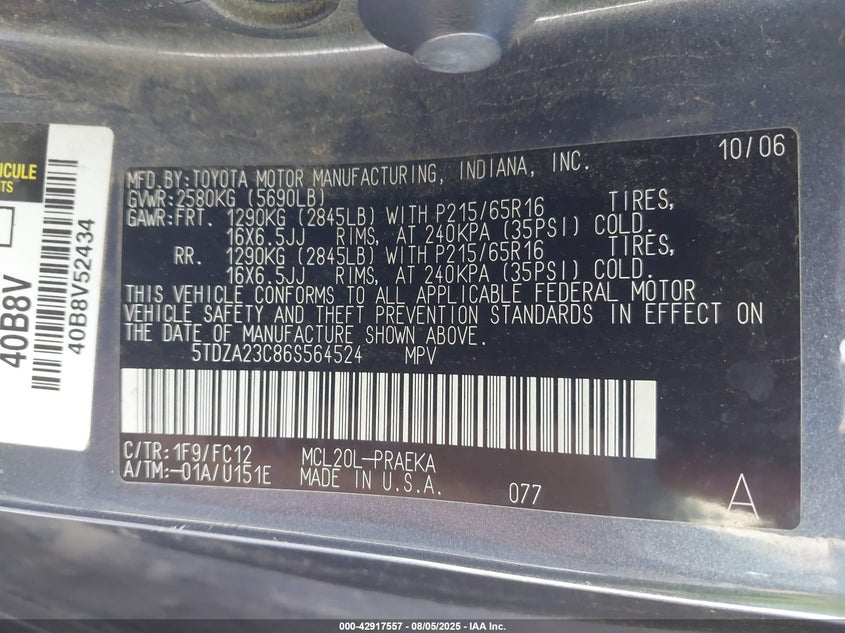 ICULE
TS
40B8V
40B8V52434
10/06
MFD.BY:TOYOTA MOTOR MANUFACTURING, INDIANA, INC.
GVWR:2580KG (5690LB)
GAWR:FRT. 1290KG (2845LB) WITH P215/65R16 TIRES,
16X6.5JJ RIMS, AT 240KPA (35PSI) COLD.
RR. 1290KG (2845LB) WITH P215/65R16 TIRES,
16X6.5JJ RIMS, AT 240KPA (35PSI) COLD.
THIS VEHICLE CONFORMS TO ALL APPLICABLE FEDERAL MOTOR
VEHICLE SAFETY AND THEFT PREVENTION STANDARDS IN EFFECT ON
THE DATE OF MANUFACTURE SHOWN ABOVE.
5TDZA23C86S564524 MPV
C/TR:1F9/FC12 MCL20L-PRAEKA
A/TM:-01A/U151E MADE IN U.S.A. 077 A
000-42917557 - 08/05/2025 - IAA Inc.